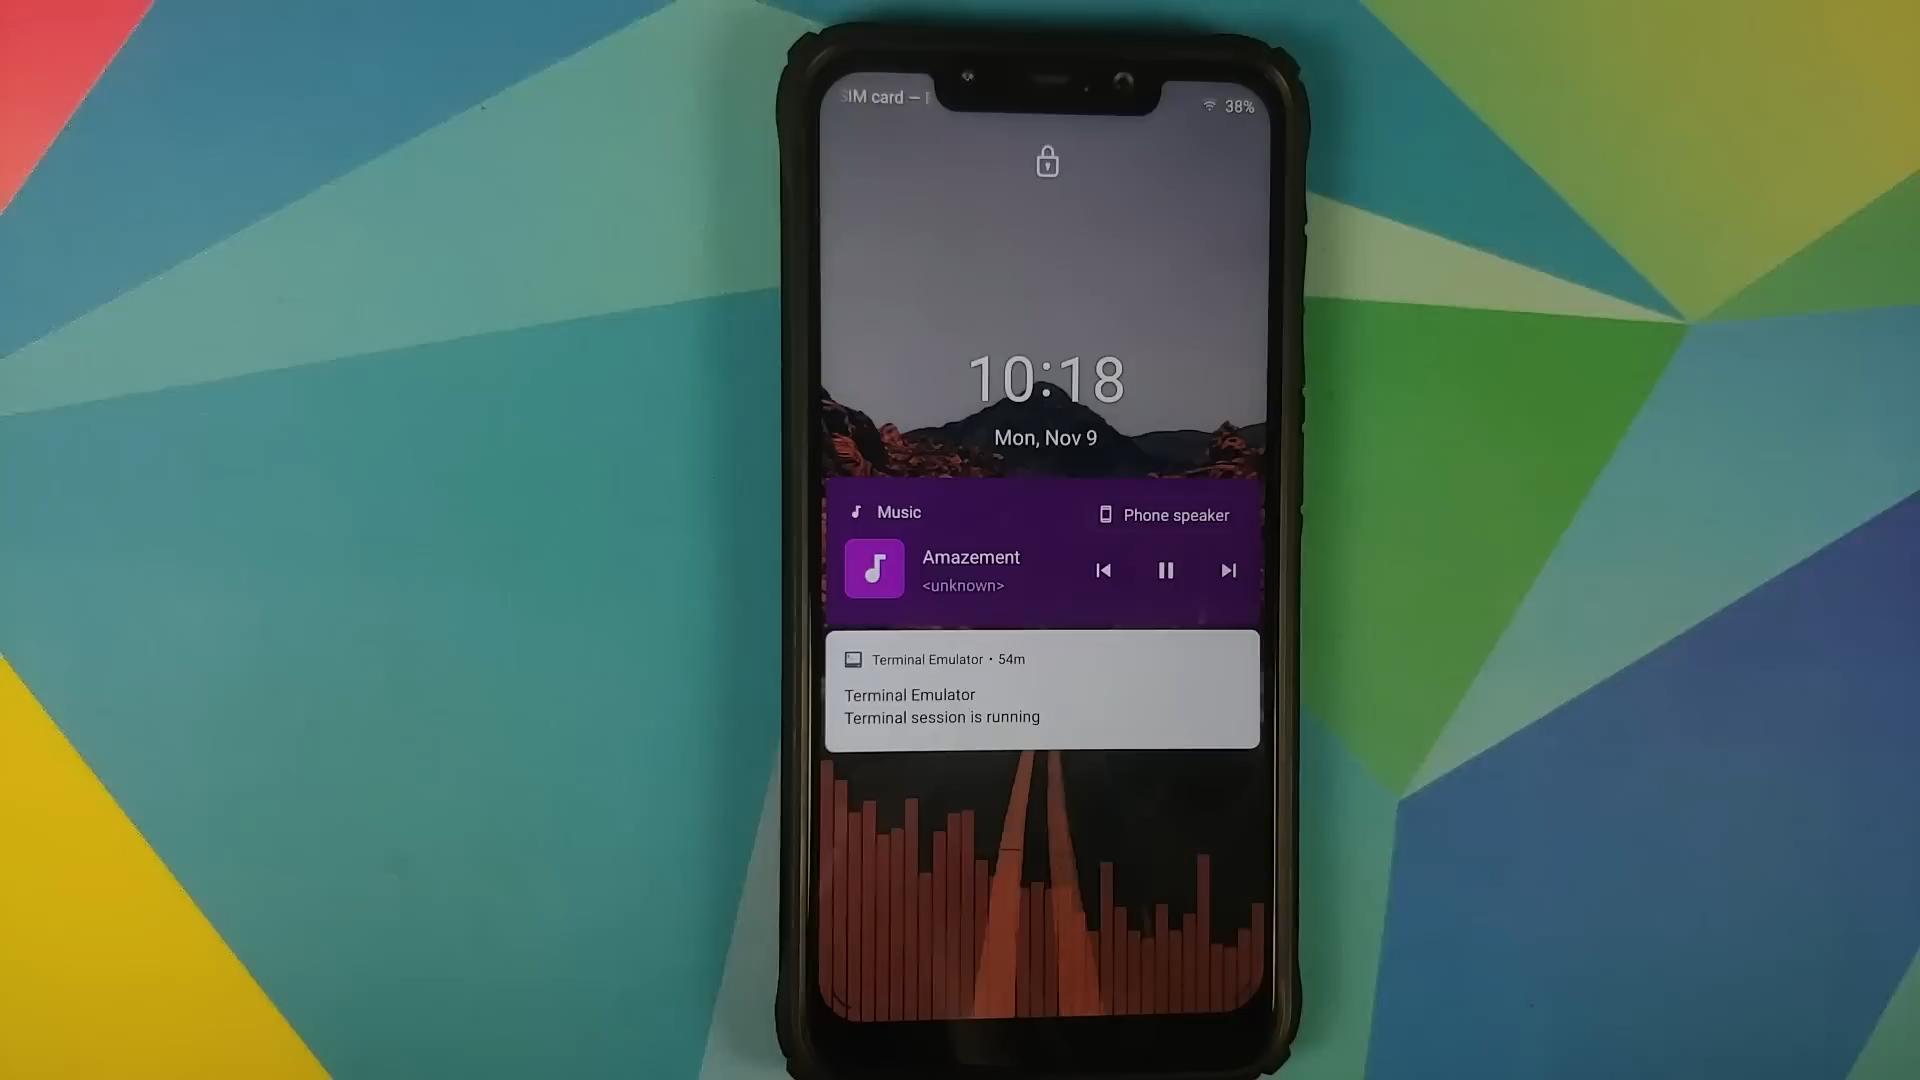 SIM card —
38%
10:18
Mon, Nov 9
Music
Phone speaker
Amazement
<unknown>
Terminal Emulator • 54m
Terminal Emulator
Terminal session is running